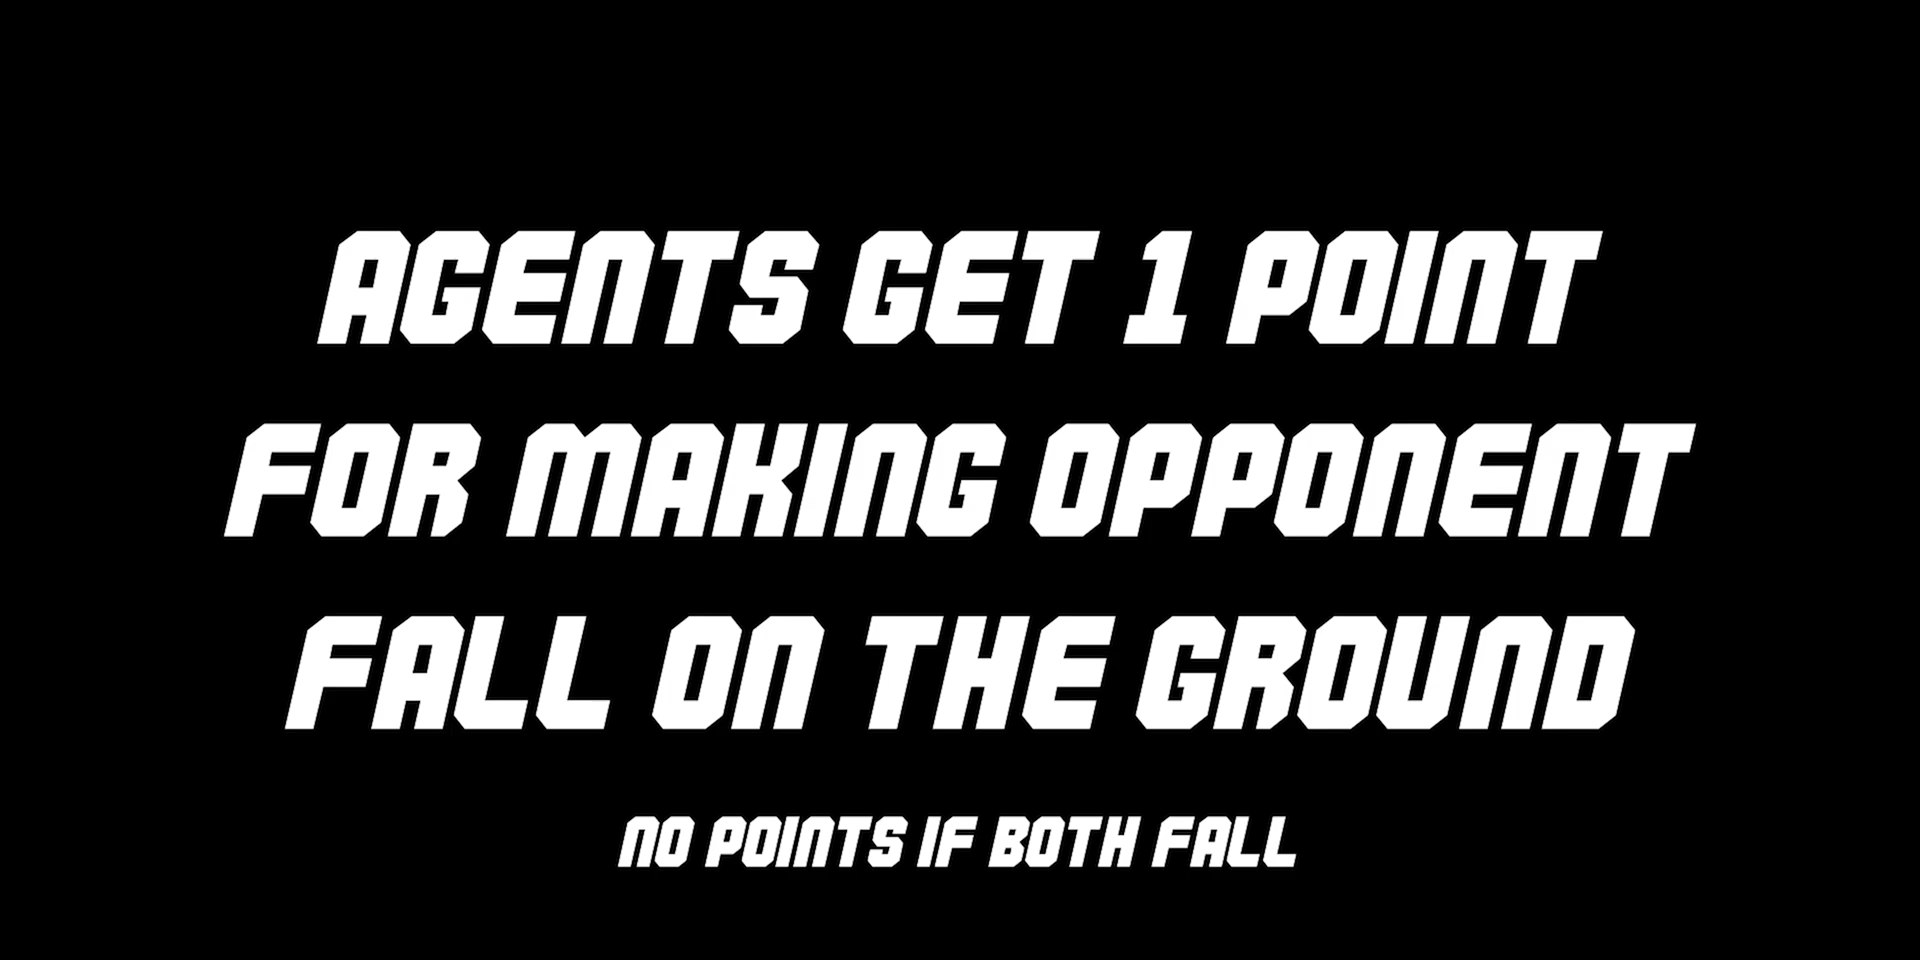 AGENTS GET 1 POINT
FOR MAKING OPPONENT
FALL ON THE GROUND
NO POINTS IF BOTH FALL